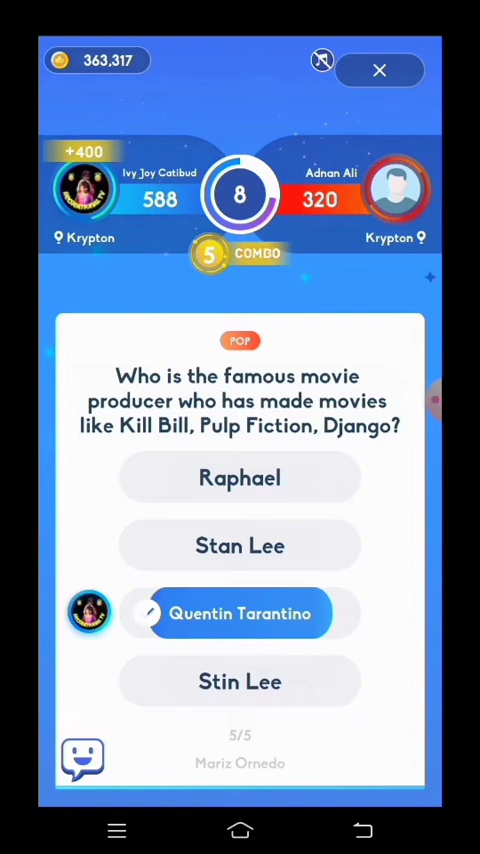 363,317
+400
Ivy Joy Catibud
Adnan Ali
588
8
320
Krypton
Krypton
5 COMBO
POP
Who is the famous movie
producer who has made movies
like Kill Bill, Pulp Fiction, Django?
Raphael
Stan Lee
Quentin Tarantino
Stin Lee
5/5
Mariz Ornedo